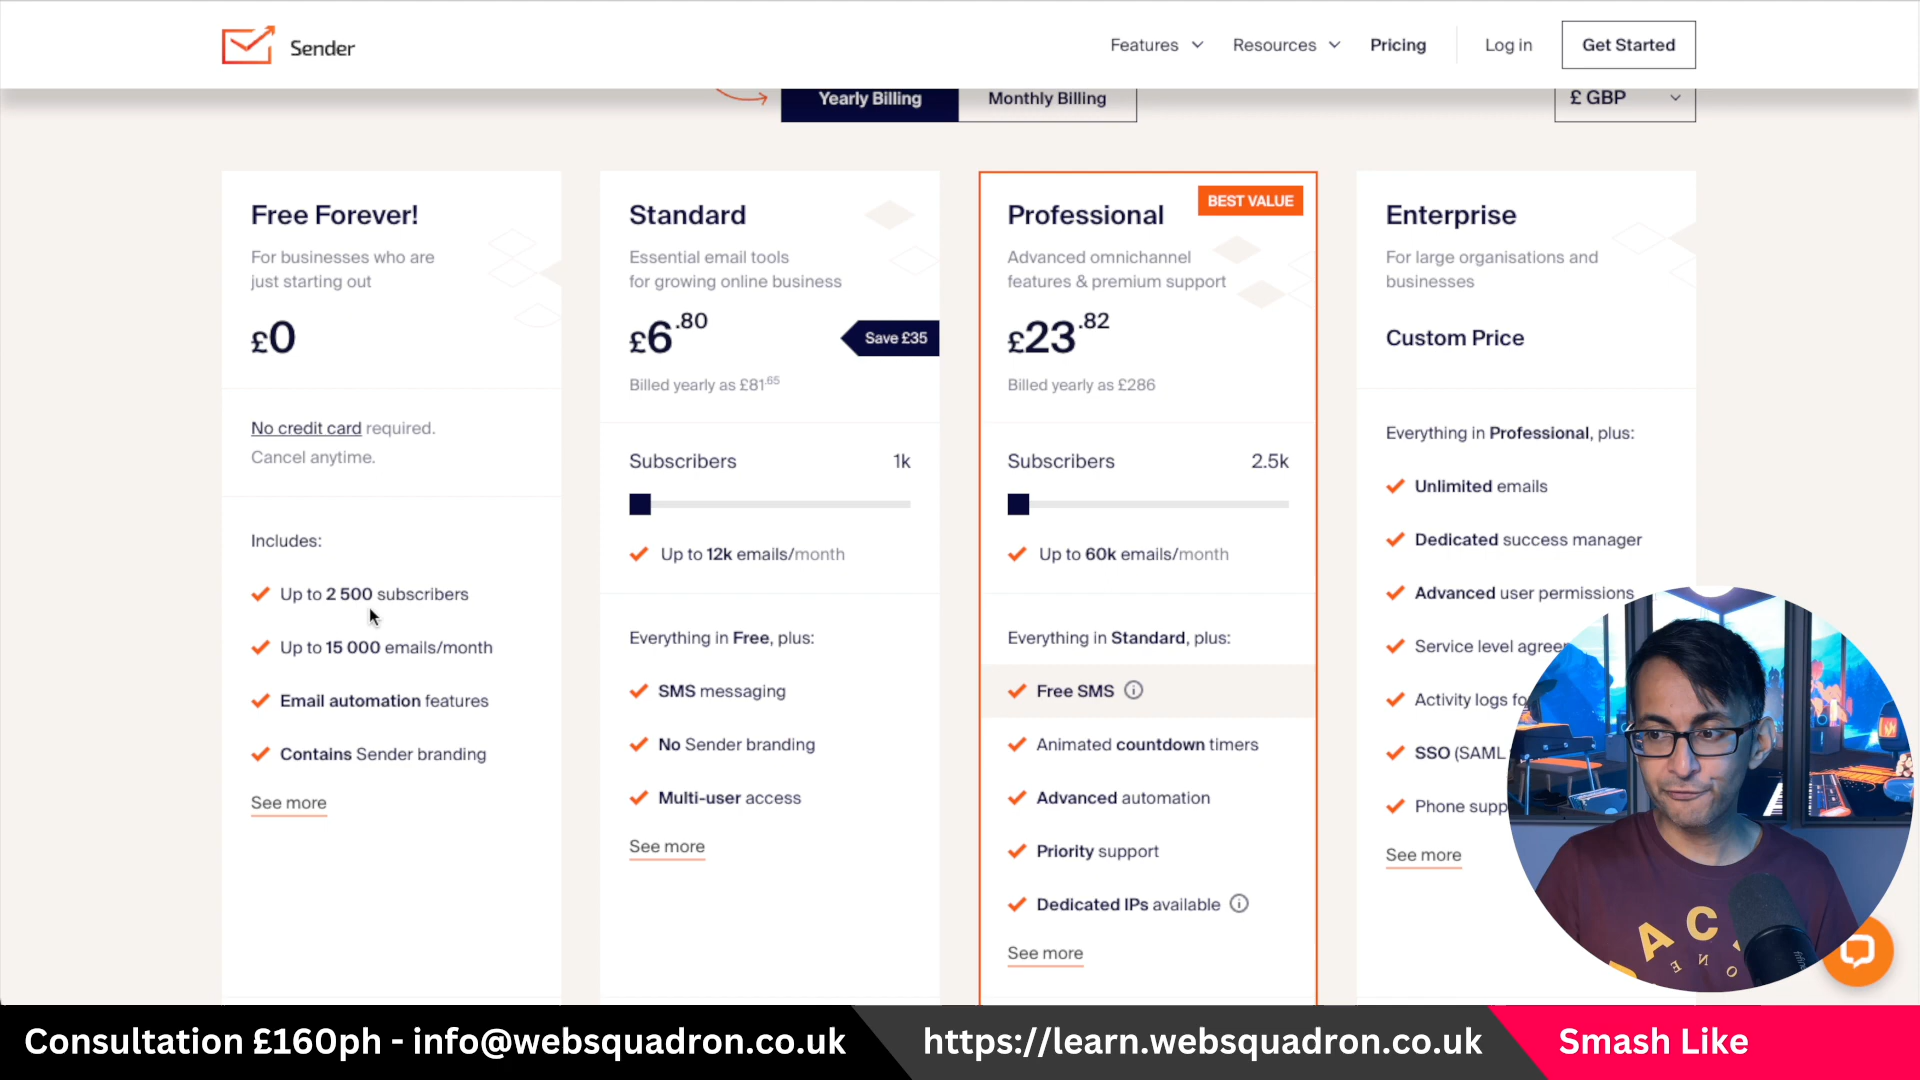 Sender
Features
Resources
Pricing
Log in
Get Started
Yearly Billing
Monthly Billing
£ GBP
Free Forever!
For businesses who are
just starting out
£0
No credit card required.
Cancel anytime.
Includes:
Up to 2 500 subscribers
Up to 15 000 emails/month
Email automation features
Contains Sender branding
See more
Standard
Essential email tools
for growing online business
£6.80
Save £35
Billed yearly as £81.65
Subscribers 1k
Up to 12k emails/month
Everything in Free, plus:
SMS messaging
No Sender branding
Multi-user access
See more
Professional
BEST VALUE
Advanced omnichannel
features & premium support
£23.82
Billed yearly as £286
Subscribers 2.5k
Up to 60k emails/month
Everything in Standard, plus:
Free SMS
Animated countdown timers
Advanced automation
Priority support
Dedicated IPs available
See more
Enterprise
For large organisations and
businesses
Custom Price
Everything in Professional, plus:
Unlimited emails
Dedicated success manager
Advanced user permissions
Service level
Activity logs
SSO (SAML
Phone
See more
Consultation £160ph - info@websquadron.co.uk
https://learn.websquadron.co.uk
Smash Like